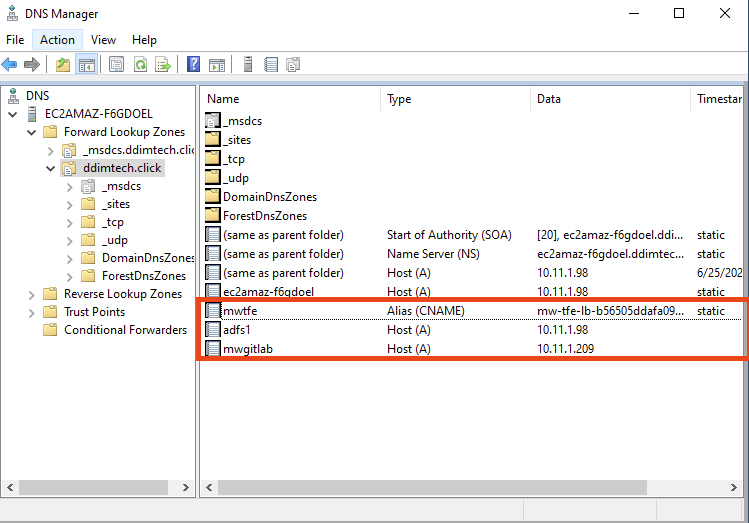 DNS Manager
File Action View Help
DNS
EC2AMAZ-F6GDOEL
Forward Lookup Zones
_msdcs.ddimtech.clic
ddimtech.click
_msdcs
_sites
_tcp
_udp
DomainDnsZones
ForestDnsZones
Reverse Lookup Zones
Trust Points
Conditional Forwarders
Name Type Data Timestar
_msdcs
_sites
_tcp
_udp
DomainDnsZones
ForestDnsZones
(same as parent folder) Start of Authority (SOA) [20], ec2amaz-f6gdoel.ddi... static
(same as parent folder) Name Server (NS) ec2amaz-f6gdoel.ddimtec... static
(same as parent folder) Host (A) 10.11.1.98 6/25/202
ec2amaz-f6gdoel Host (A) 10.11.1.98 static
mwtfe Alias (CNAME) mw-tfe-lb-b56505ddafa09... static
adfs1 Host (A) 10.11.1.98
mwgitlab Host (A) 10.11.1.209